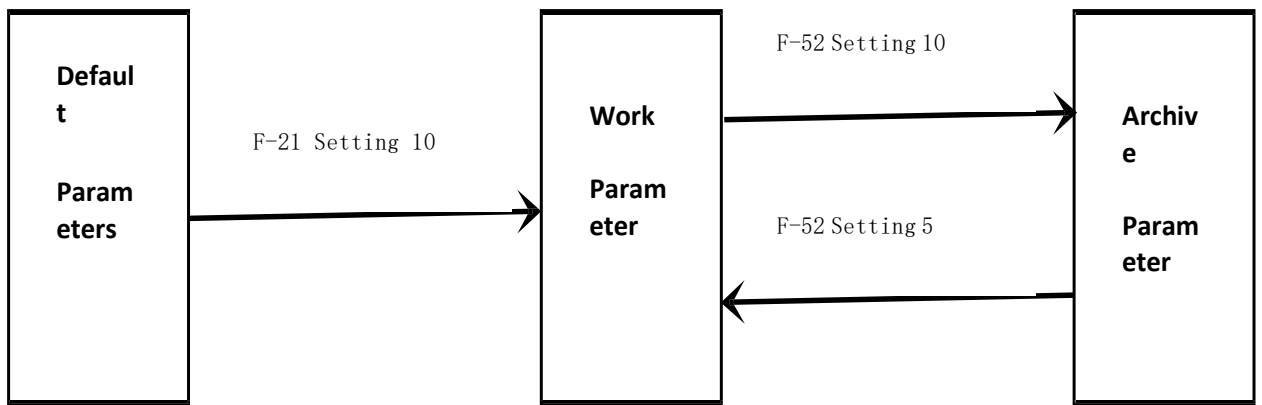 Defaul
t
Param
eters
F-21 Setting 10
Work
Param
eter
F-52 Setting 10
F-52 Setting 5
Archiv
e
Param
eter